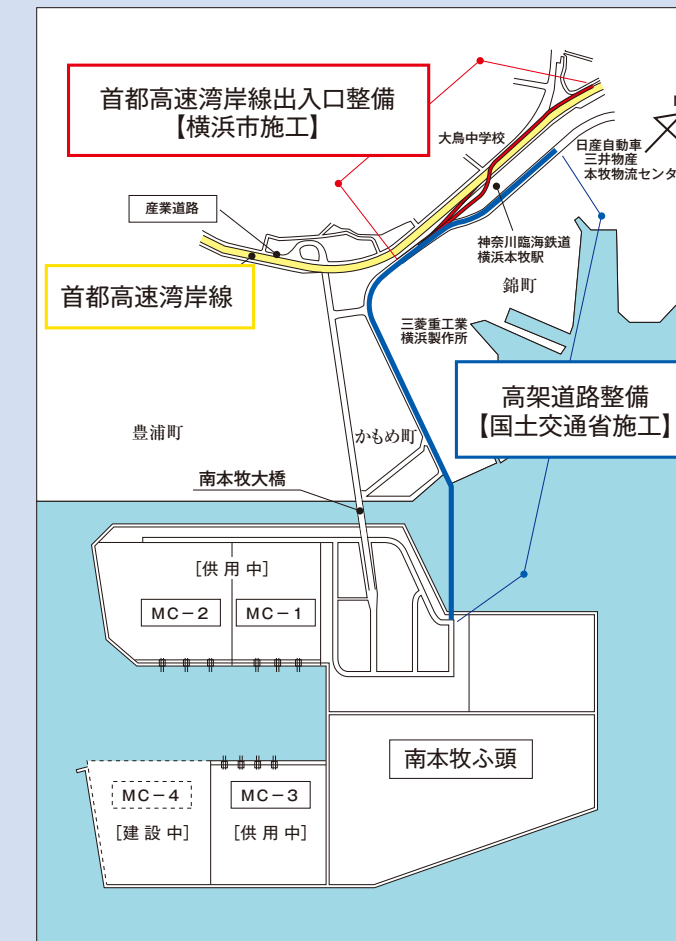 首都高速湾岸線出入口整備
【横浜市施工】
大鳥中学校
日産自動車
三井物産
本牧物流センタ
産業道路
神奈川臨海鉄道
横浜本牧駅
首都高速湾岸線
錦町
三菱重工業
横浜製作所
高架道路整備
【国土交通省施工】
豊浦町
かもめ町
南本牧大橋
[供用中]
MC-2
MC-1
南本牧ふ頭
MC-4
MC-3
[建設中]
[供用中]